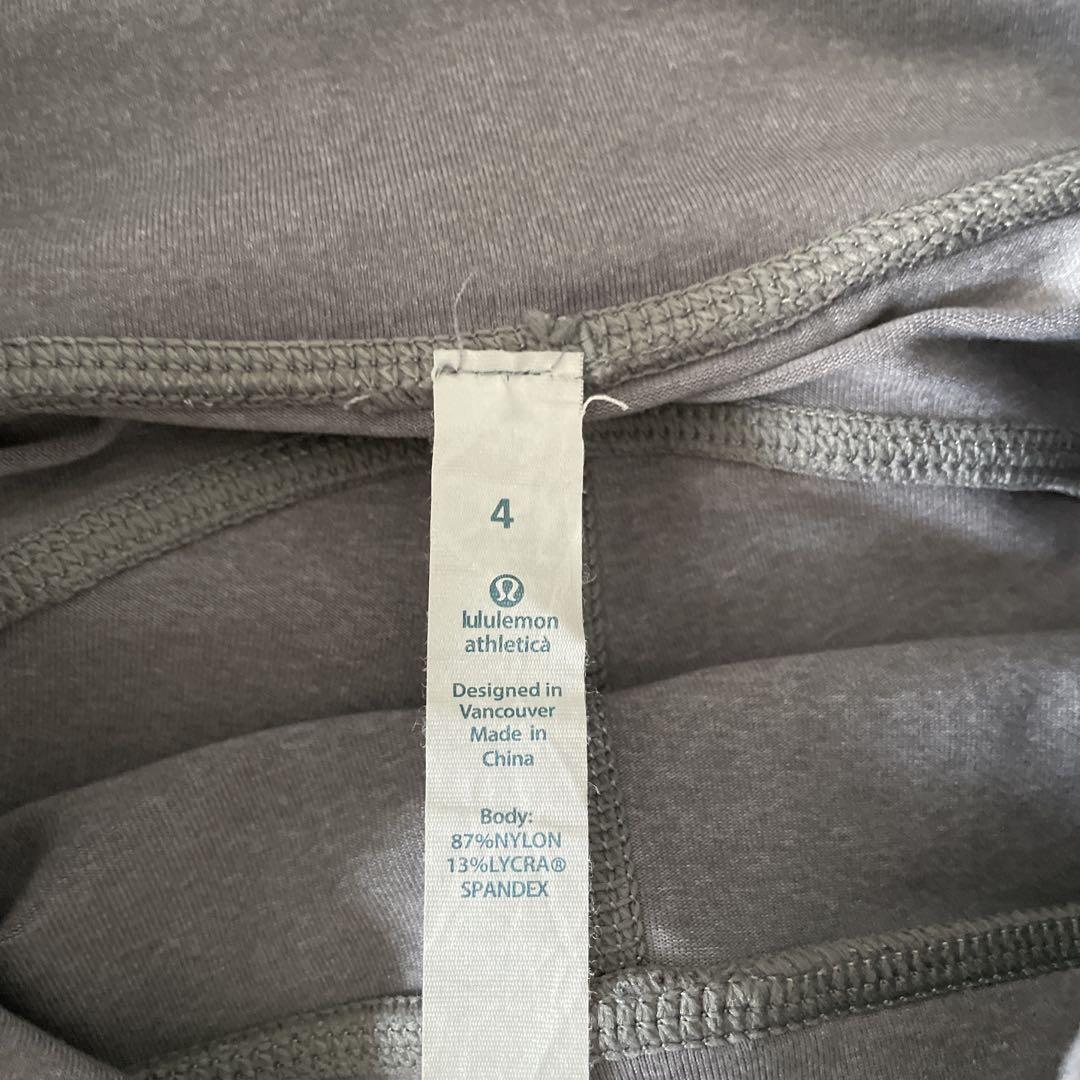 4
lululemon
athletica
Designed in
Vancouver
Made in
China
Body:
87%NYLON
13%LYCRA®
SPANDEX